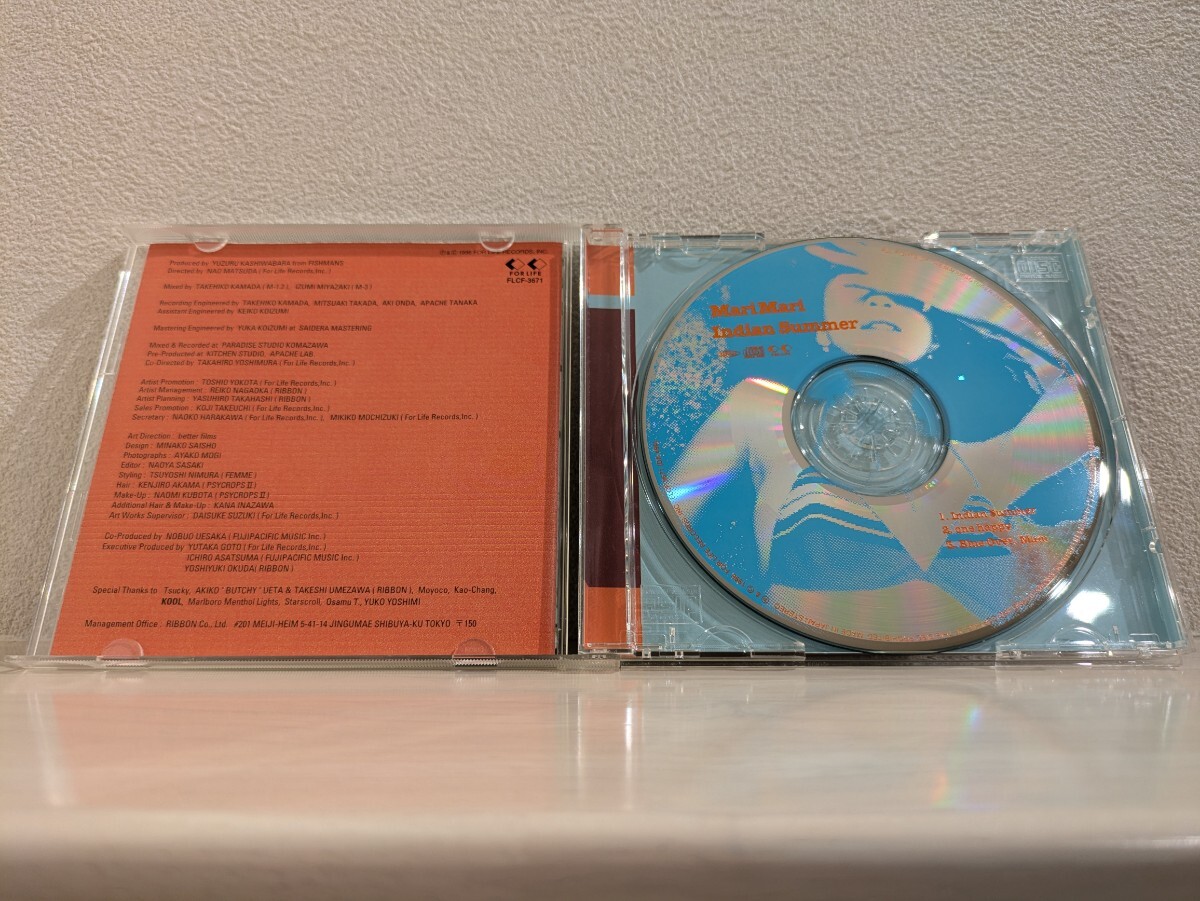 Produced by YUZURU KASHIWABARA from FISHMANS
Directed by NAO MATSUDA ( For Life Records,Inc. )
FOR LIFE
FLCF-3671
Mixed by TAKEHIKO KAMADA ( M-1.2 ), IZUMI MIYAZAKI ( M-3 )
Recording Engineered by TAKEHIKO KAMADA, MITSUAKI TAKADA, AKI ONDA, APACHE TANAKA
Assistant Engineered by KEIKO KOIZUMI
Mastering Engineered by YUKA KOIZUMI at SAIDERA MASTERING
Mixed & Recorded at PARADISE STUDIO KOMAZAWA
Pre-Produced at KITCHEN STUDIO, APACHE LAB.
Co-Directed by TAKAHIRO YOSHIMURA ( For Life Records,Inc. )
Artist Promotion : TOSHIO YOKOTA ( For Life Records,Inc. )
Artist Management : REIKO NAGAOKA ( RIBBON )
Artist Planning : YASUHIRO TAKAHASHI ( RIBBON )
Sales Promotion : KOJI TAKEUCHI ( For Life Records,Inc. )
Secretary : NAOKO HARAKAWA ( For Life Records,Inc. ), MIKIKO MOCHIZUKI ( For Life Records,Inc. )
Art Direction : better films
Design : MINAKO SAISHO
Photographs : AYAKO MOGI
Editor : NAOYA SASAKI
Styling : TSUYOSHI NIMURA ( FEMME )
Hair : KENJIRO AKAMA ( PSYCROPS II )
Make-Up : NAOMI KUBOTA ( PSYCROPS II )
Additional Hair & Make-Up : KANA INAZAWA
Art Works Supervisor : DAISUKE SUZUKI ( For Life Records,Inc. )
Co-Produced by NOBUO UESAKA ( FUJIPACIFIC MUSIC Inc. )
Executive Produced by YUTAKA GOTO ( For Life Records,Inc. )
ICHIRO ASATSUMA ( FUJIPACIFIC MUSIC Inc. )
YOSHIYUKI OKUDA( RIBBON )
Special Thanks to Tsucky, AKIKO 'BUTCHY' UETA & TAKESHI UMEZAWA ( RIBBON ), Moyoco, Kao-Chang,
KOOL, Marlboro Menthol Lights, Starscroll, Osamu T., YUKO YOSHIMI
Management Office : RIBBON Co., Ltd. #201 MEIJI-HEIM 5-41-14 JINGUMAE SHIBUYA-KU TOKYO 〒150
Mari Mari
Indian Summer
1. Indian Summer